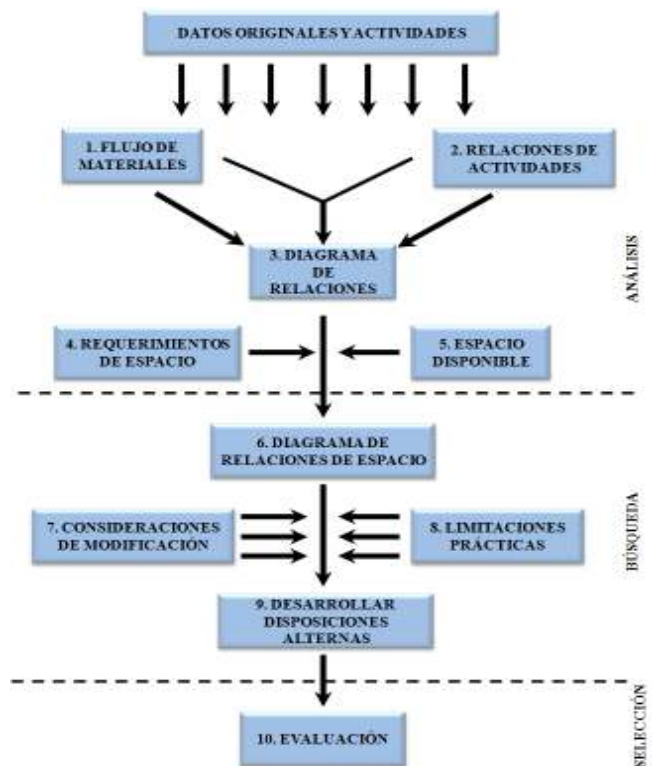 DATOS ORIGINALES Y ACTIVIDADES
1. FLUJO DE
MATERIALES
2. RELACIONES DE
ACTIVIDADES
3. DIAGRAMA
DE
RELACIONES
ANÁLISIS
4. REQUERIMIENTOS
DE ESPACIO
5. ESPACIO
DISPONIBLE
6. DIAGRAMA DE
RELACIONES DE ESPACIO
7. CONSIDERACIONES
DE MODIFICACIÓN
8. LIMITACIONES
PRÁCTICAS
BÚSQUEDA
9. DESARROLLAR
DISPOSICIONES
ALTERNAS
10. EVALUACIÓN
SELECCIÓN